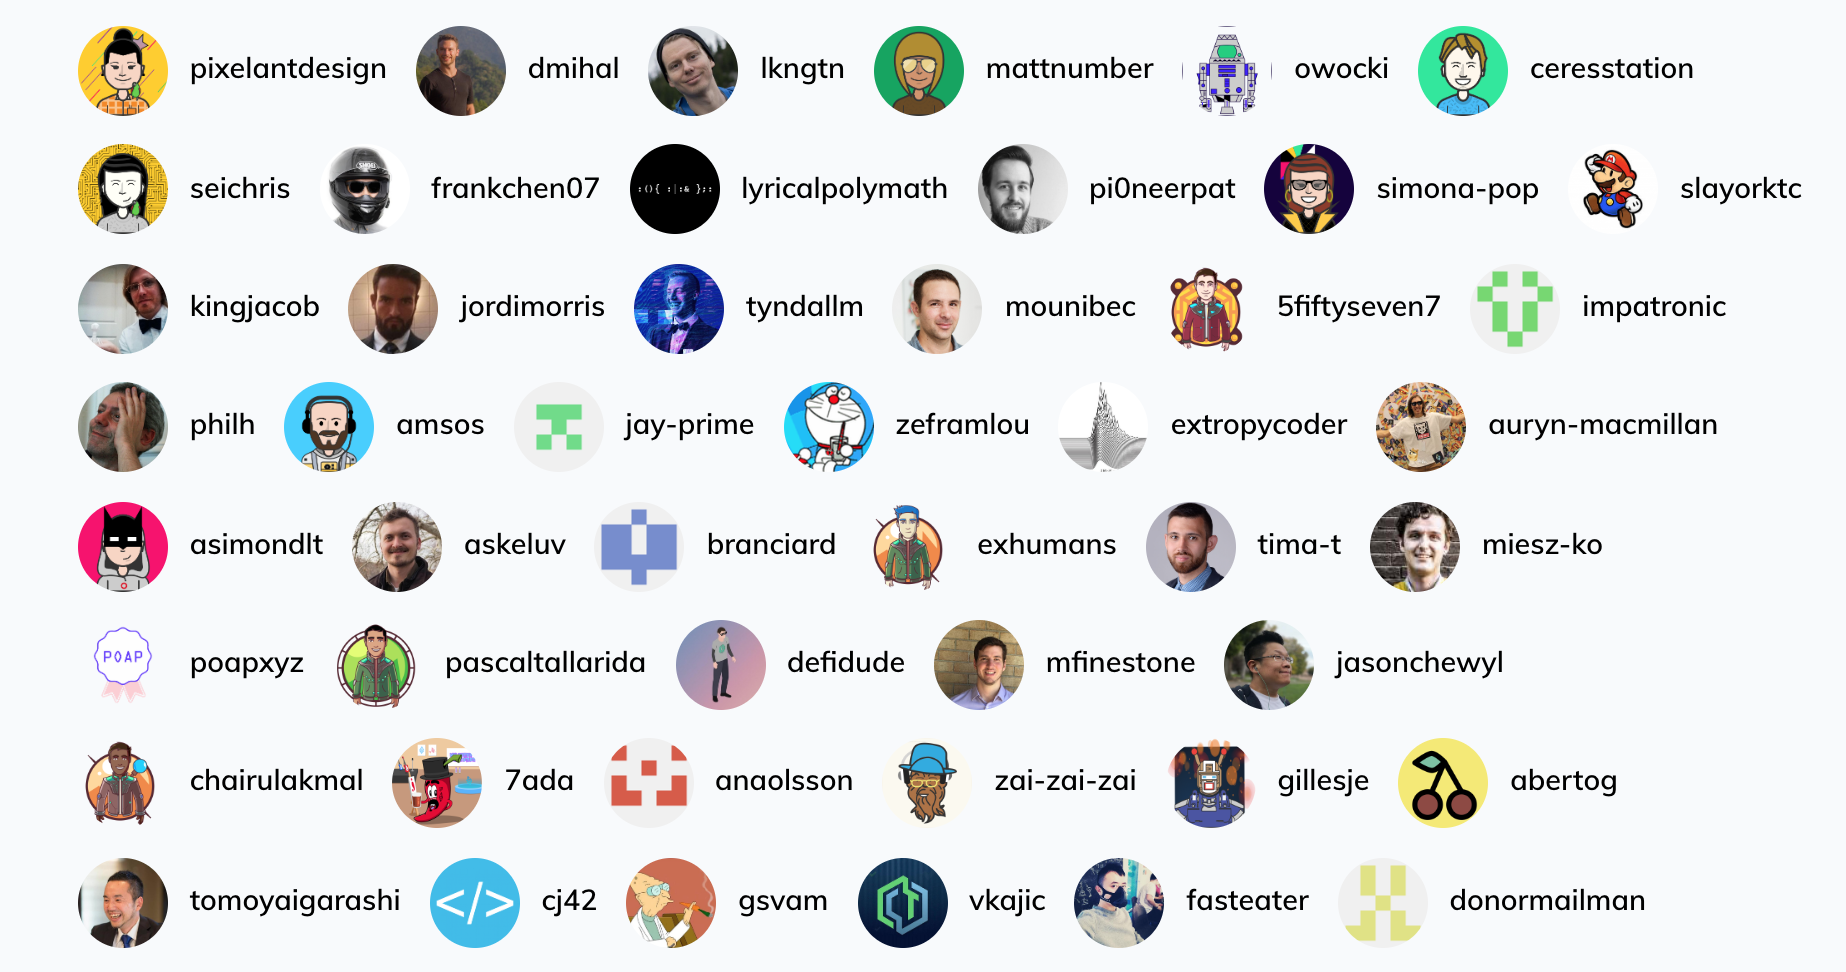 pixelantdesign dmihal lkngtn mattnumber owocki ceresstation
seichris SHOEI frankchen07 :(){ :|:& };: lyricalpolymath pi0neerpat simona-pop slayorktc
kingjacob jordimorris tyndallm mounibec 5fiftyseven7 impatronic
philh amsos jay-prime zeframlou extropycoder auryn-macmillan
asimondlt askeluv branciard exhumans tima-t miesz-ko
POAP poapxyz pascaltallarida defidude mfinestone jasonchewyl
chairulakmal 7ada anaolsson zai-zai-zai gillesje abertog
tomoyaigarashi </> cj42 gsvam vkajic fasteater donormailman